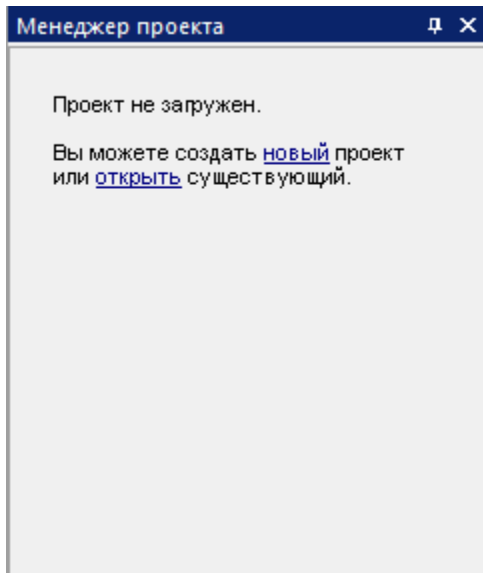 Менеджер проекта
Проект не загружен.
Вы можете создать новый проект
или открыть существующий.